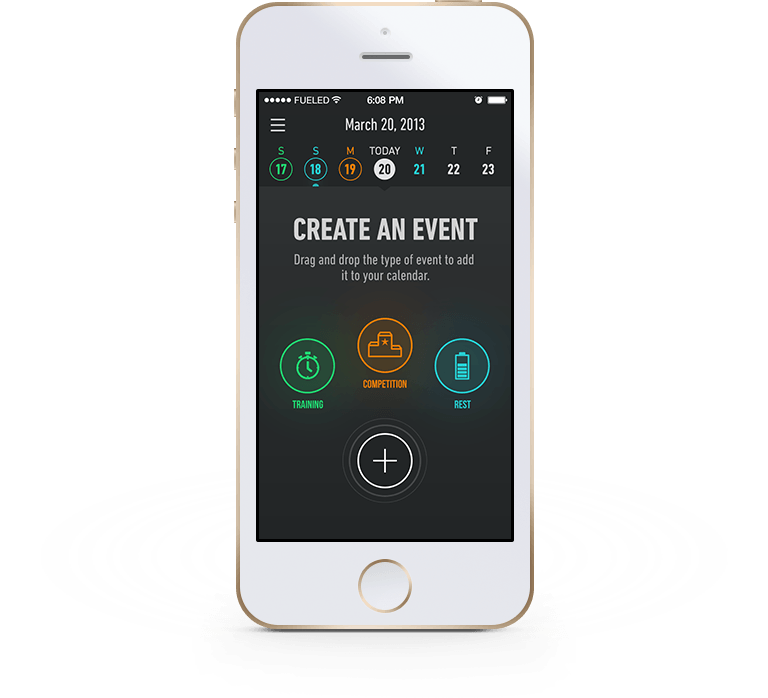 FUELED 6:08 PM
March 20, 2013
S S M TODAY W T F
17 18 19 20 21 22 23
CREATE AN EVENT
Drag and drop the type of event to add
it to your calendar.
COMPETITION
TRAINING REST